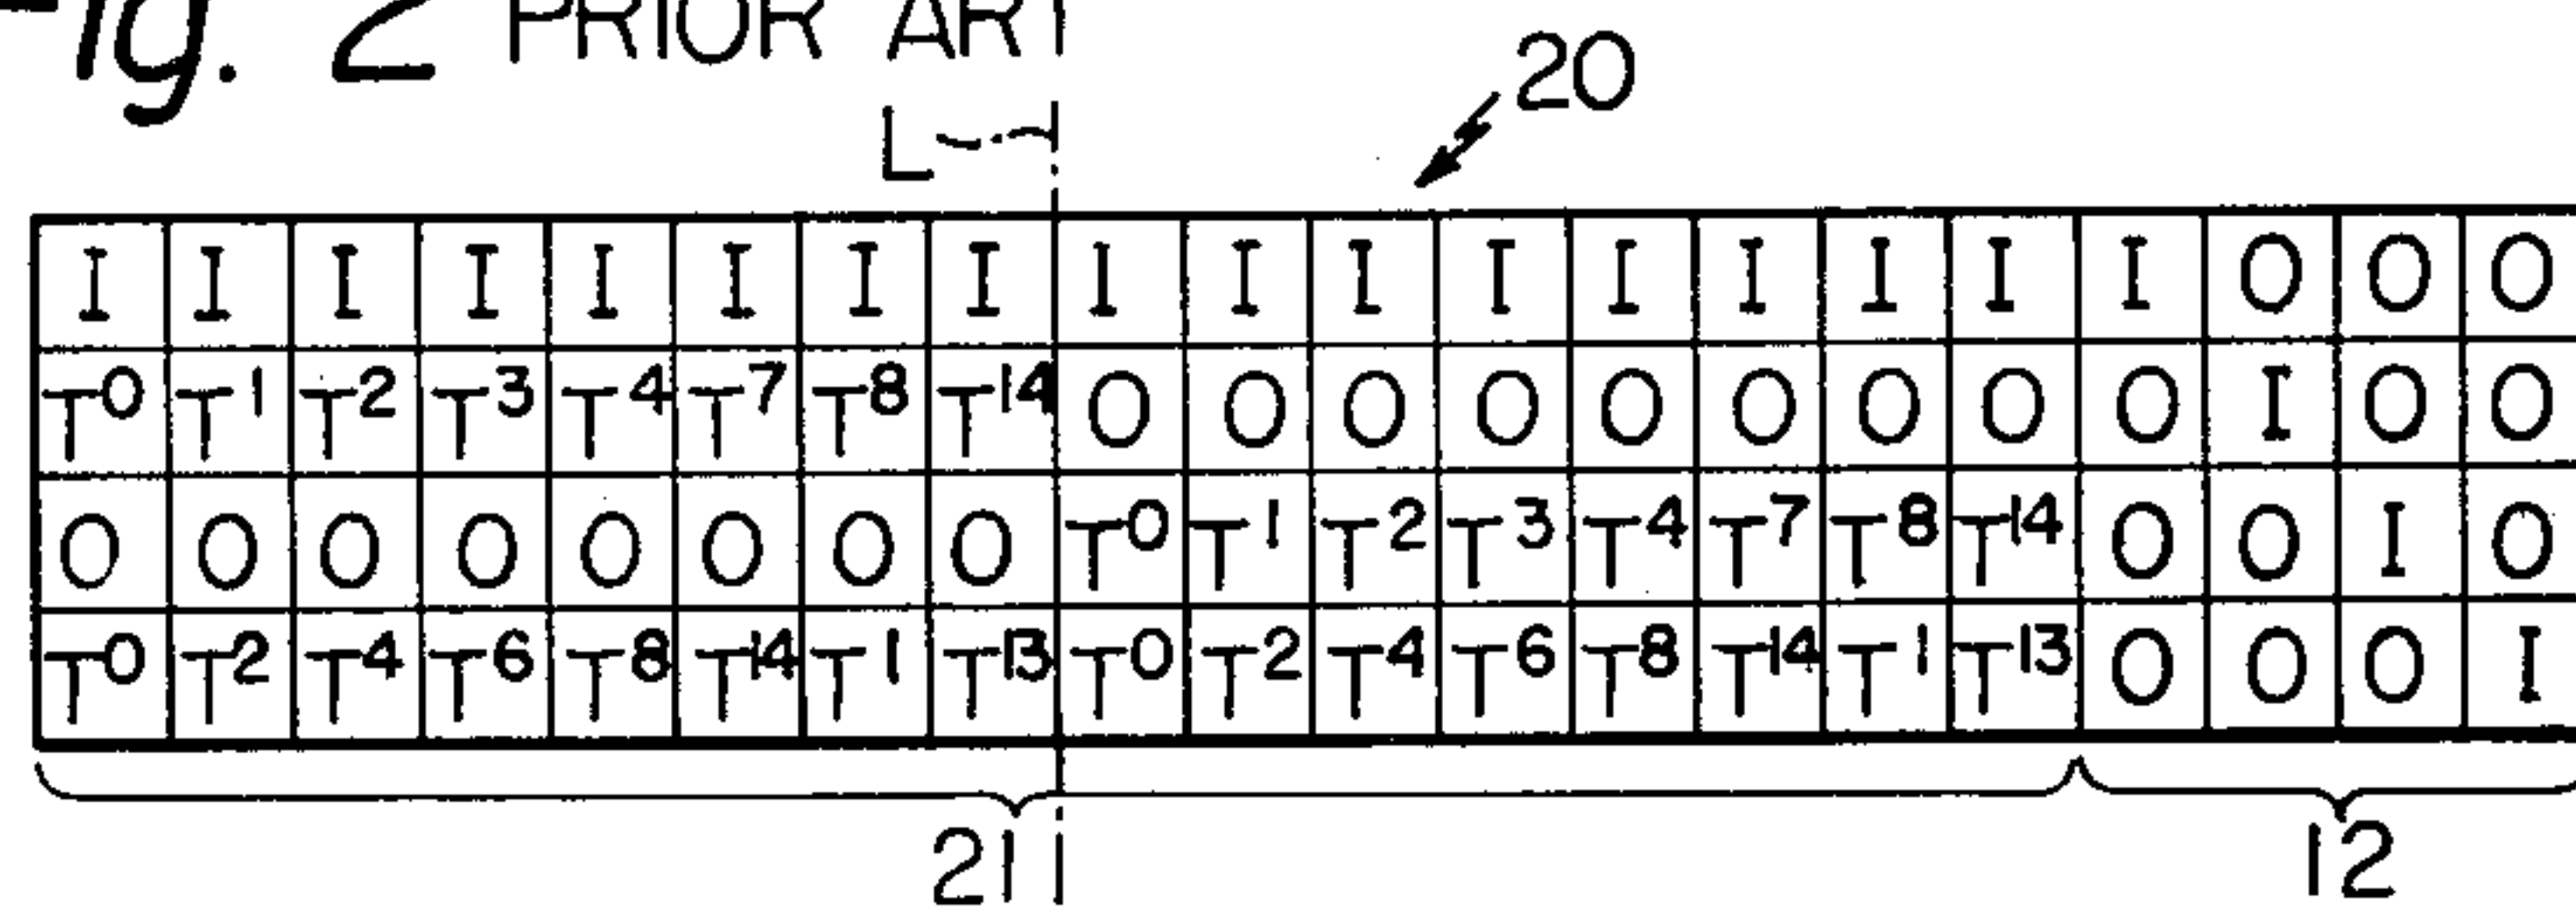 Fig. 2 PRIOR ART
20
L
I I I I I I I I I I I I I I I I I O O O
T⁰ T¹ T² T³ T⁴ T⁷ T⁸ T¹⁴ O O O O O O O O O I O O
O O O O O O O O T⁰ T¹ T² T³ T⁴ T⁷ T⁸ T¹⁴ O O I O
T⁰ T² T⁴ T⁶ T⁸ T¹⁴ T¹ T¹³ T⁰ T² T⁴ T⁶ T⁸ T¹⁴ T¹ T¹³ O O O I
21 12